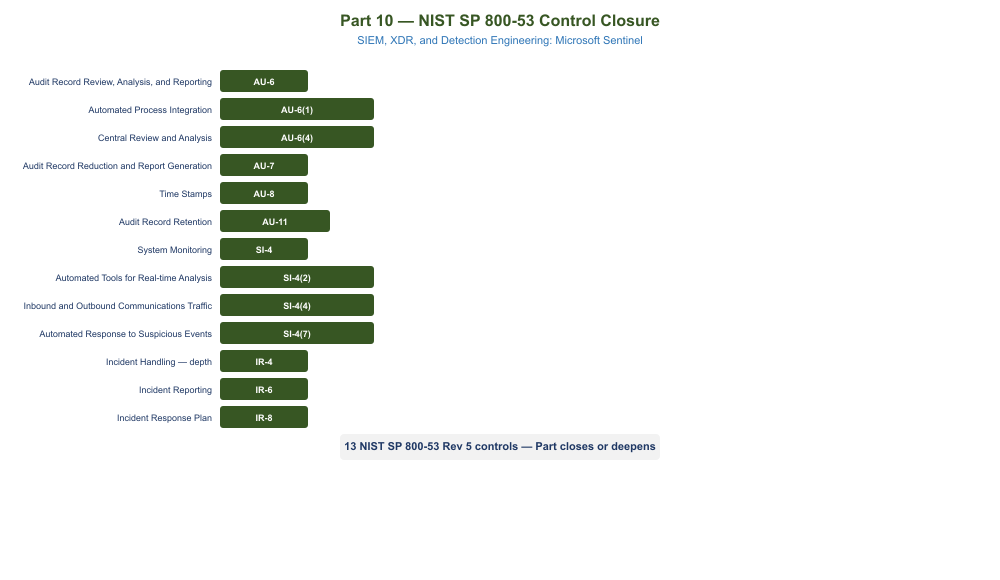 Part 10 — NIST SP 800-53 Control Closure
SIEM, XDR, and Detection Engineering: Microsoft Sentinel
Audit Record Review, Analysis, and Reporting AU-6
Automated Process Integration AU-6(1)
Central Review and Analysis AU-6(4)
Audit Record Reduction and Report Generation AU-7
Time Stamps AU-8
Audit Record Retention AU-11
System Monitoring SI-4
Automated Tools for Real-time Analysis SI-4(2)
Inbound and Outbound Communications Traffic SI-4(4)
Automated Response to Suspicious Events SI-4(7)
Incident Handling — depth IR-4
Incident Reporting IR-6
Incident Response Plan IR-8
13 NIST SP 800-53 Rev 5 controls — Part closes or deepens